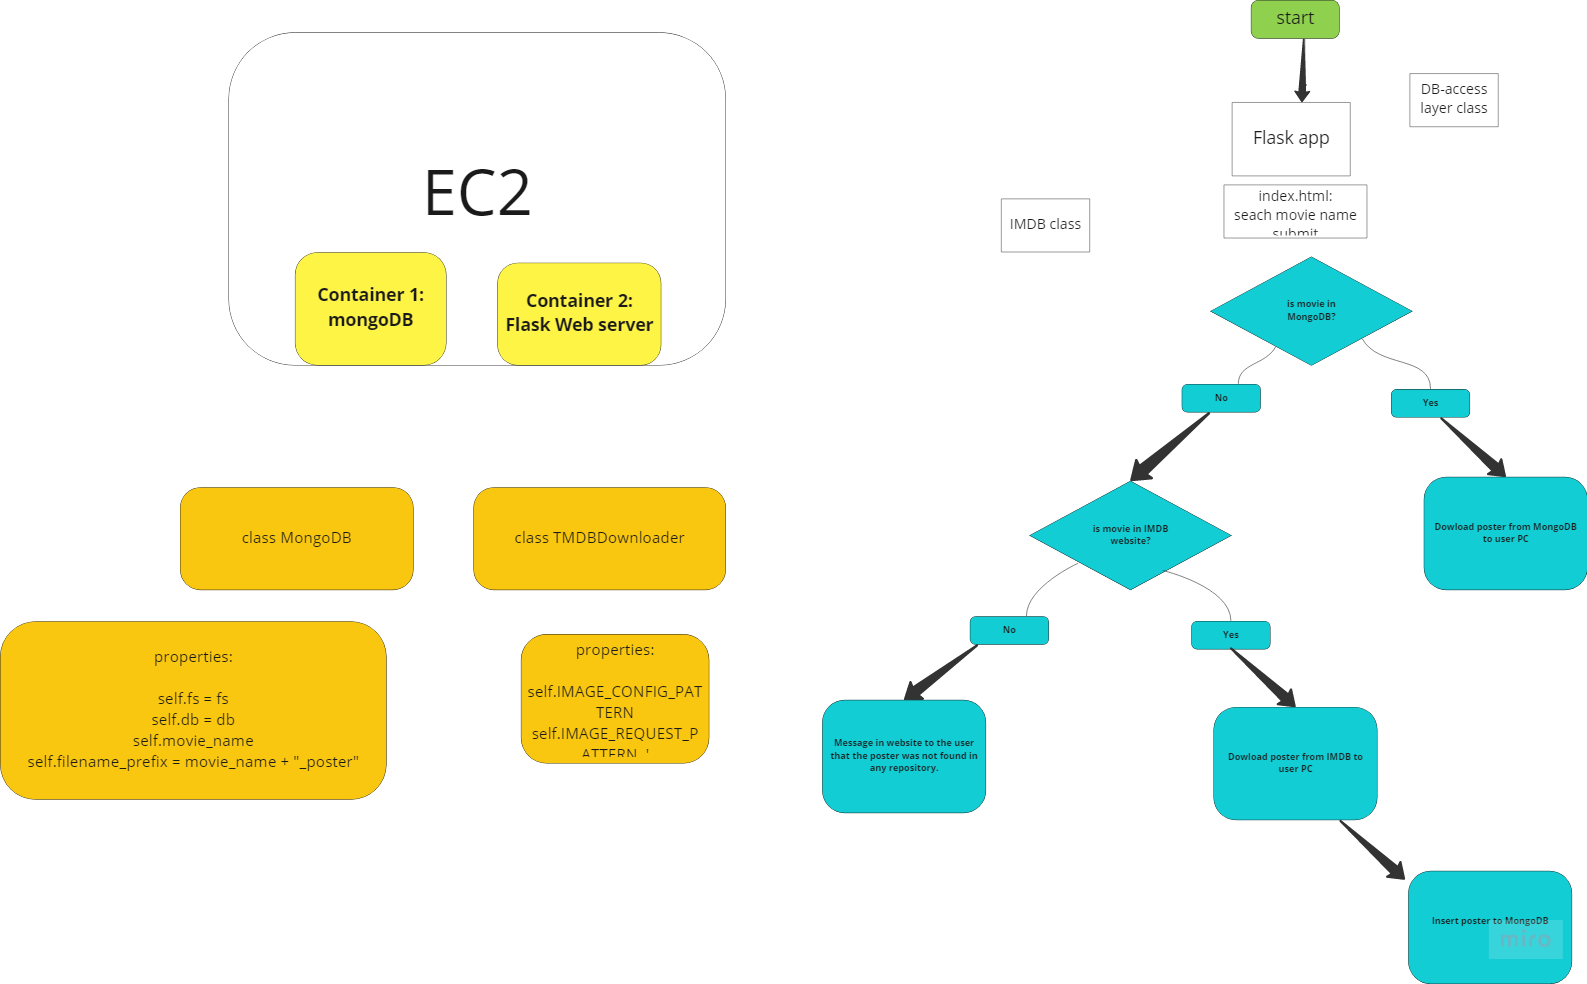 EC2
Container 1:
mongoDB
Container 2:
Flask Web server
class MongoDB
class TMDBDownloader
properties:
self.fs = fs
self.db = db
self.movie_name
self.filename_prefix = movie_name + "_poster"
properties:
self.IMAGE_CONFIG_PAT
TERN
self.IMAGE_REQUEST_P
ATTERN '
start
DB-access
layer class
Flask app
index.html:
seach movie name
submit
IMDB class
is movie in
MongoDB?
No
Yes
Dowload poster from MongoDB
to user PC
is movie in IMDB
website?
No
Yes
Message in website to the user
that the poster was not found in
any repository.
Dowload poster from IMDB to
user PC
Insert poster to MongoDB
miro